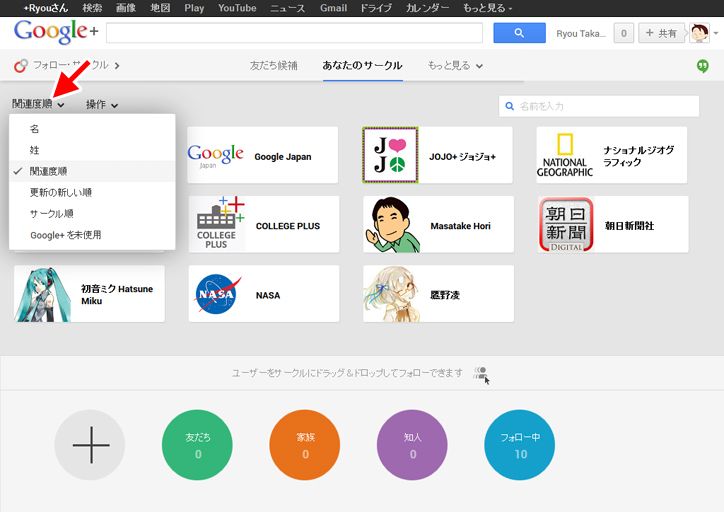 +Ryouさん 検索 画像 地図 Play YouTube ニュース Gmail ドライブ カレンダー もっと見る
Google+
Ryou Taka...
0
+ 共有
フォロー・サークル
友だち候補 あなたのサークル もっと見る
関連度順 操作
名前を入力
名
姓
関連度順
更新の新しい順
サークル順
Google+ を未使用
Google Japan
Google Japan
JOJO
JOJO+ ジョジョ+
NATIONAL GEOGRAPHIC
ナショナルジオグ
ラフィック
COLLEGE PLUS
COLLEGE PLUS
Masatake Hori
朝日
新聞
DIGITAL
朝日新聞社
初音ミク Hatsune
Miku
NASA
NASA
鷹野凌
ユーザーをサークルにドラッグ＆ドロップしてフォローできます
友だち
0
家族
0
知人
0
フォロー中
10